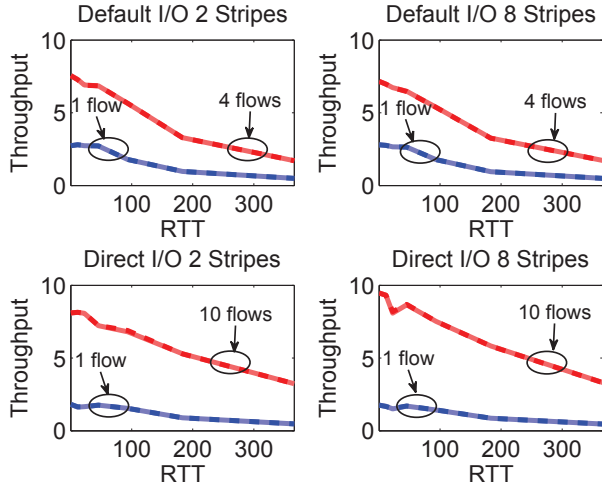 Default I/O 2 Stripes
10
5
0
Throughput
1 flow
4 flows
100 200 300
RTT
Default I/O 8 Stripes
10
5
0
Throughput
1 flow
4 flows
100 200 300
RTT
Direct I/O 2 Stripes
10
5
0
Throughput
1 flow
10 flows
100 200 300
RTT
Direct I/O 8 Stripes
10
5
0
Throughput
1 flow
10 flows
100 200 300
RTT